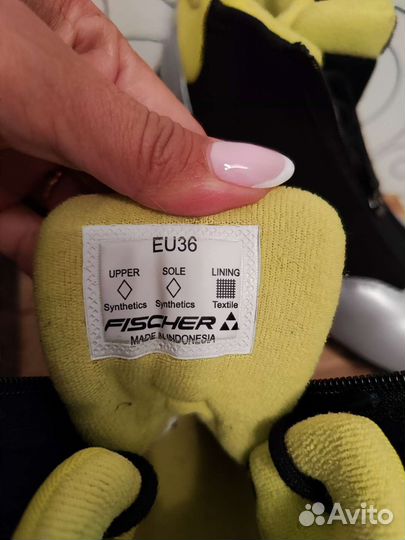 EU36
UPPER SOLE LINING
Synthetics Synthetics Textile
FISCHER
MADE IN INDONESIA
Avito